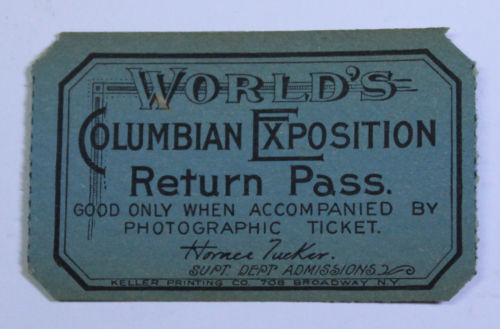 WORLD'S
COLUMBIAN EXPOSITION
Return Pass.
GOOD ONLY WHEN ACCOMPANIED BY
PHOTOGRAPHIC TICKET.
Horace Tucker.
SUPT. DEPT ADMISSIONS.
KELLER PRINTING CO. 708 BROADWAY N.Y.